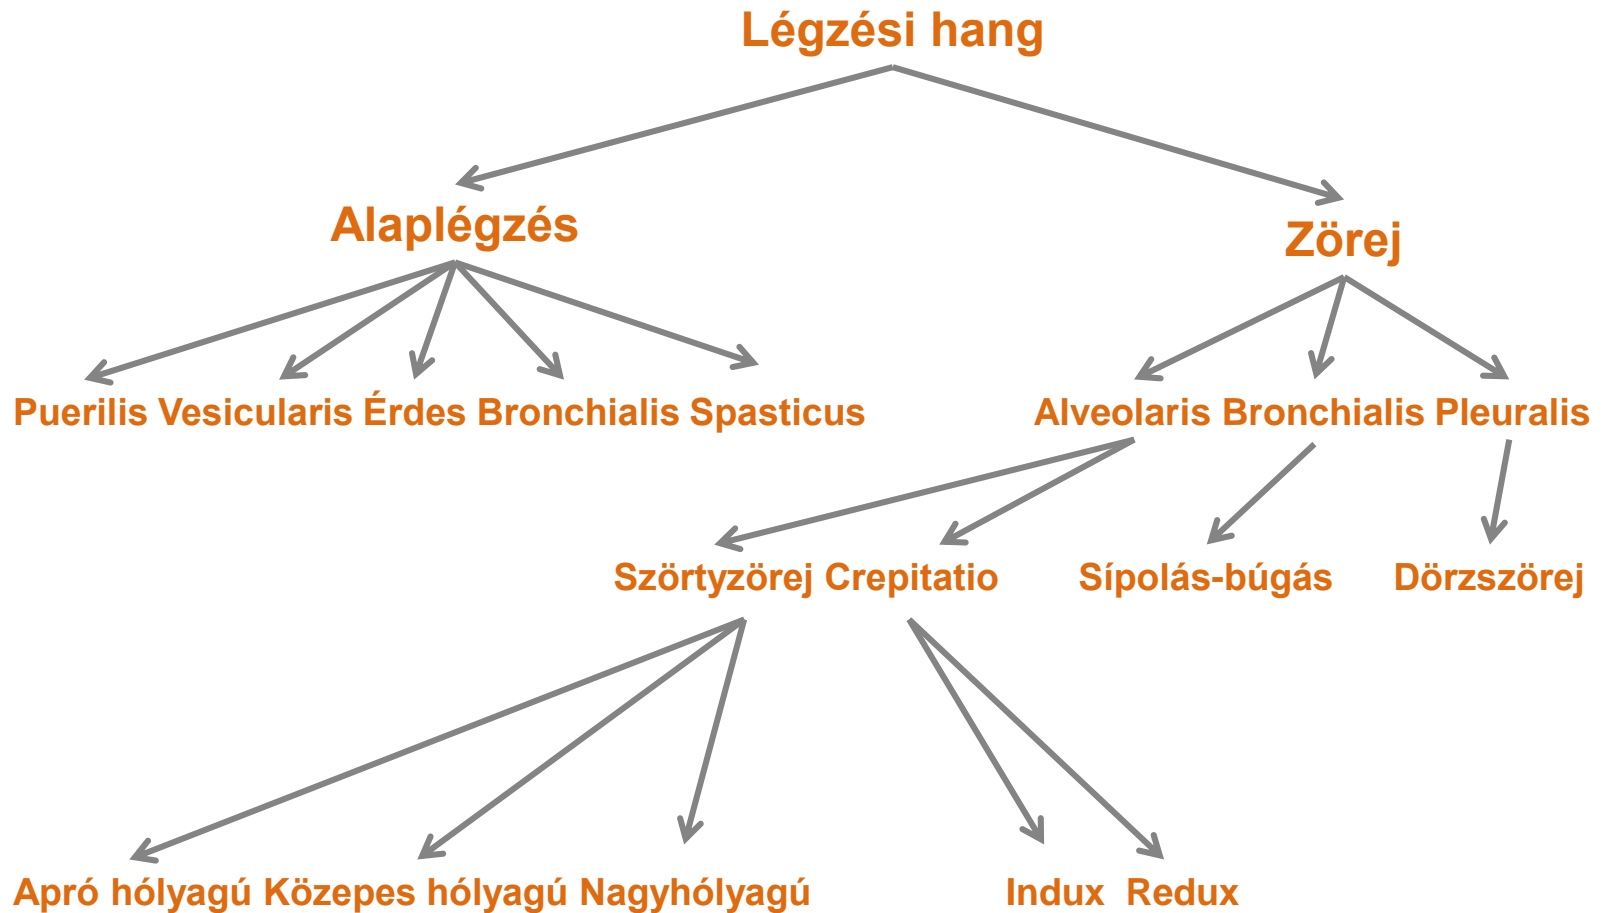 Légzési hang
Alaplégzés
Zörej
Puerilis Vesicularis Érdes Bronchialis Spasticus
Alveolaris Bronchialis Pleuralis
Szörtyzörej Crepitatio
Sípolás-búgás
Dörzszörej
Apró hólyagú Közepes hólyagú Nagyhólyagú
Indux Redux